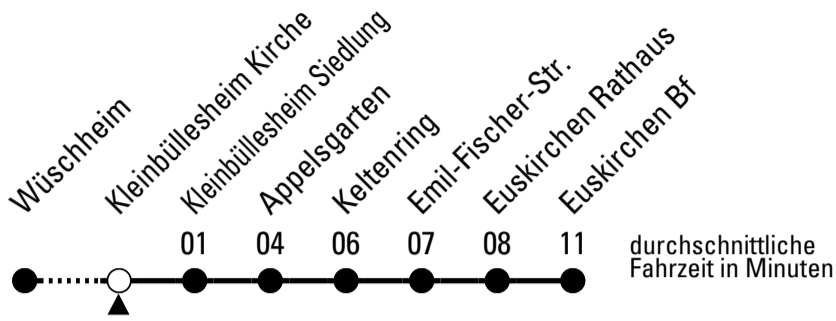 Wüschheim
Kleinbüllesheim Kirche
Kleinbüllesheim Siedlung
Appelsgarten
Keltenring
Emil-Fischer-Str.
Euskirchen Rathaus
Euskirchen Bf
01 04 06 07 08 11
durchschnittliche
Fahrzeit in Minuten